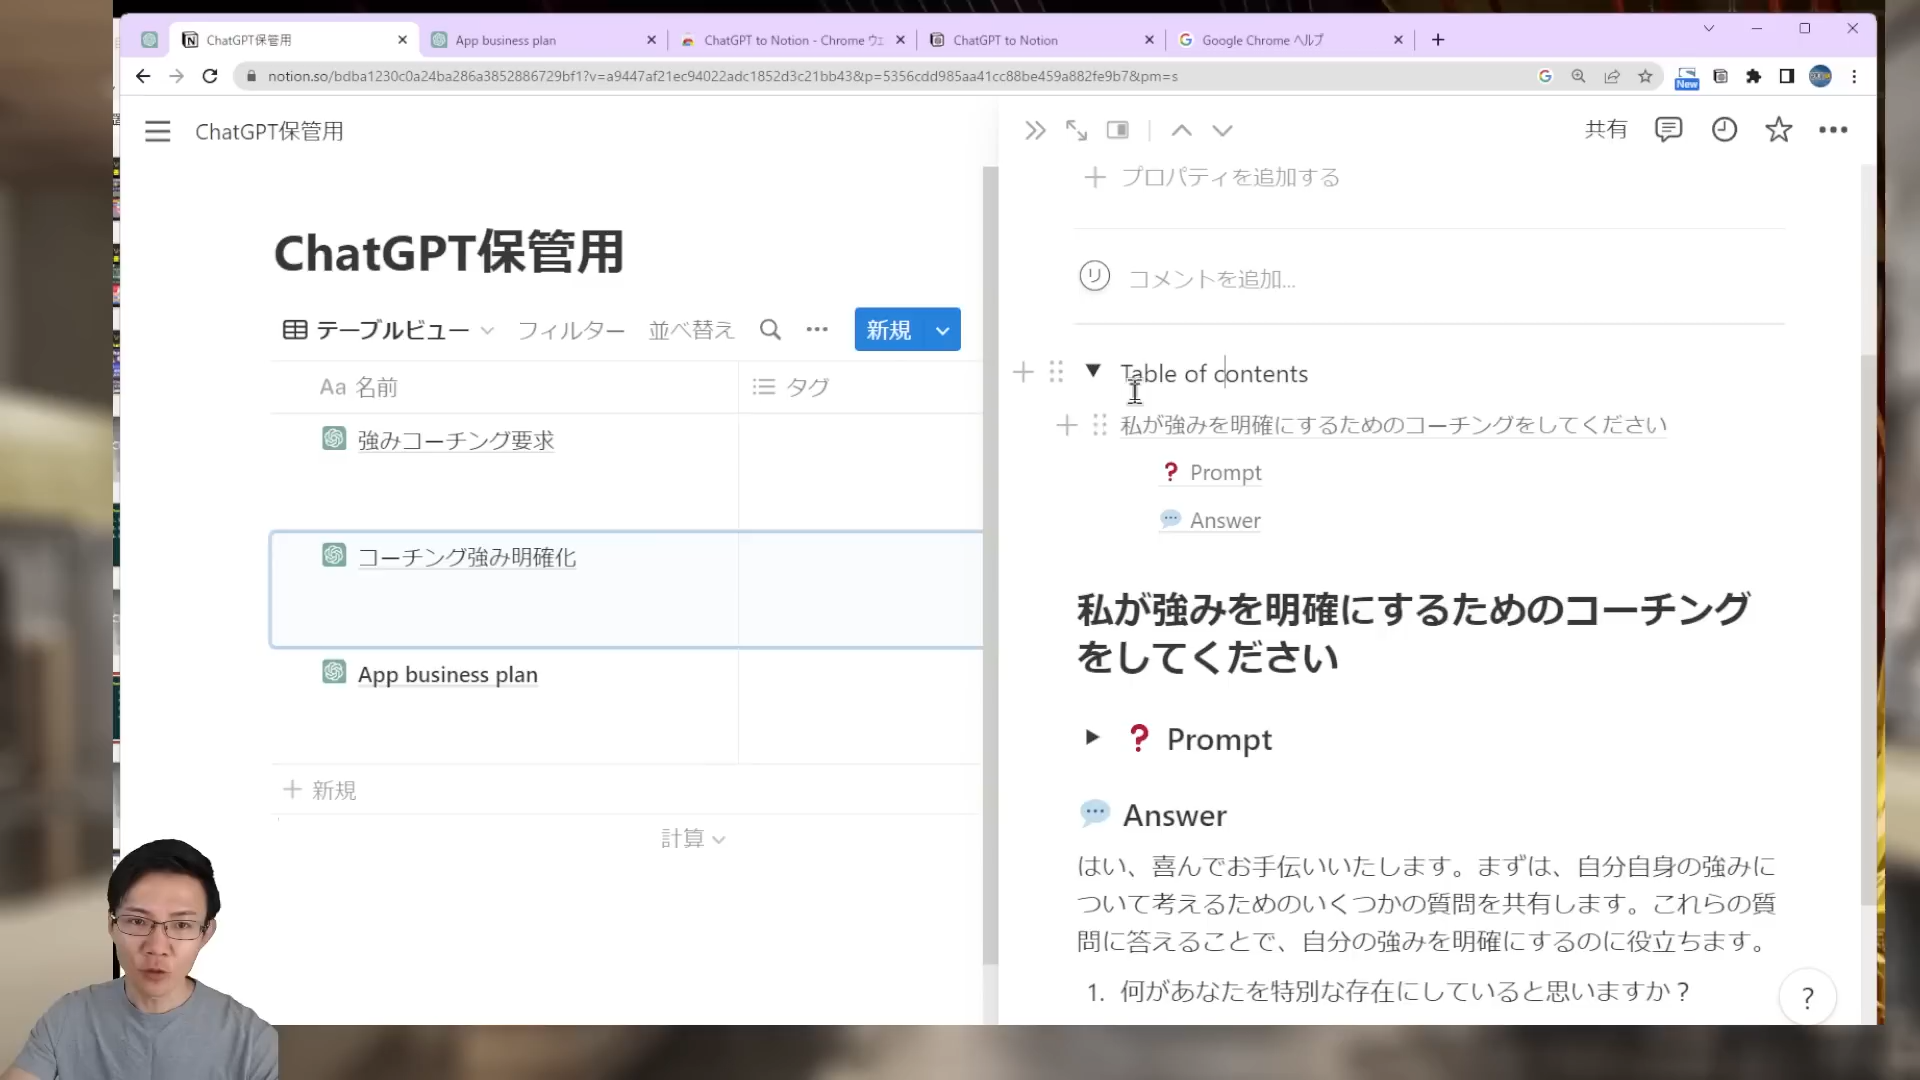 ChatGPT保管用
App business plan
ChatGPT to Notion - Chrome ウェ
ChatGPT to Notion
Google Chrome ヘルプ
notion.so/bdba1230c0a24ba286a3852886729bf1?v=a9447af21ec94022adc1852d3c21bb43&p=5356cdd985aa41cc88be459a882fe9b7&pm=s
New
ChatGPT保管用
共有
プロパティを追加する
ChatGPT保管用
リ コメントを追加...
テーブルビュー フィルター 並べ替え 新規
Aa 名前 タグ
強みコーチング要求
コーチング強み明確化
App business plan
新規
計算
Table of contents
私が強みを明確にするためのコーチングをしてください
❓ Prompt
💬 Answer
私が強みを明確にするためのコーチング
をしてください
❓ Prompt
💬 Answer
はい、喜んでお手伝いいたします。まずは、自分自身の強みに
ついて考えるためのいくつかの質問を共有します。これらの質
問に答えることで、自分の強みを明確にするのに役立ちます。
1. 何があなたを特別な存在にしていると思いますか？
?